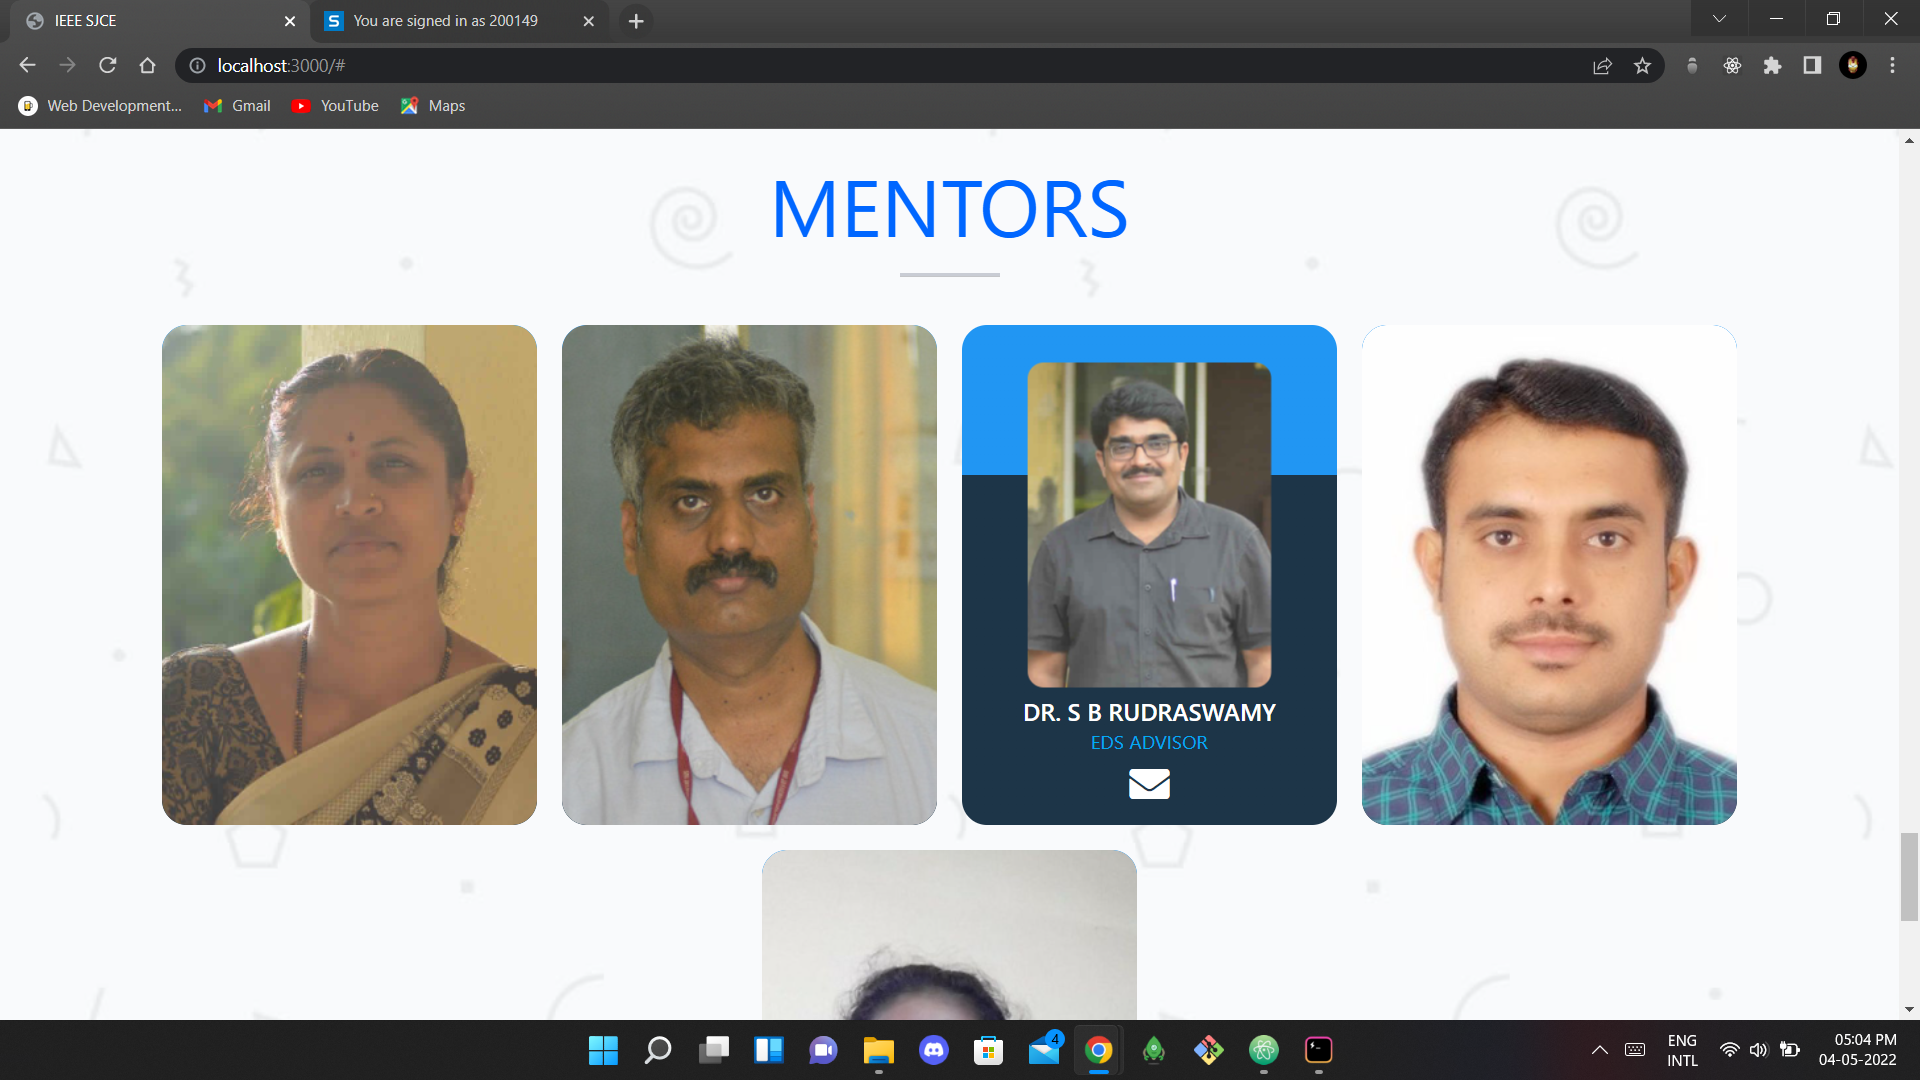 IEEE SJCE
S
You are signed in as 200149
localhost:3000/#
Web Development...
Gmail
YouTube
Maps
MENTORS
DR. S B RUDRASWAMY
EDS ADVISOR
4
ENG
INTL
05:04 PM
04-05-2022